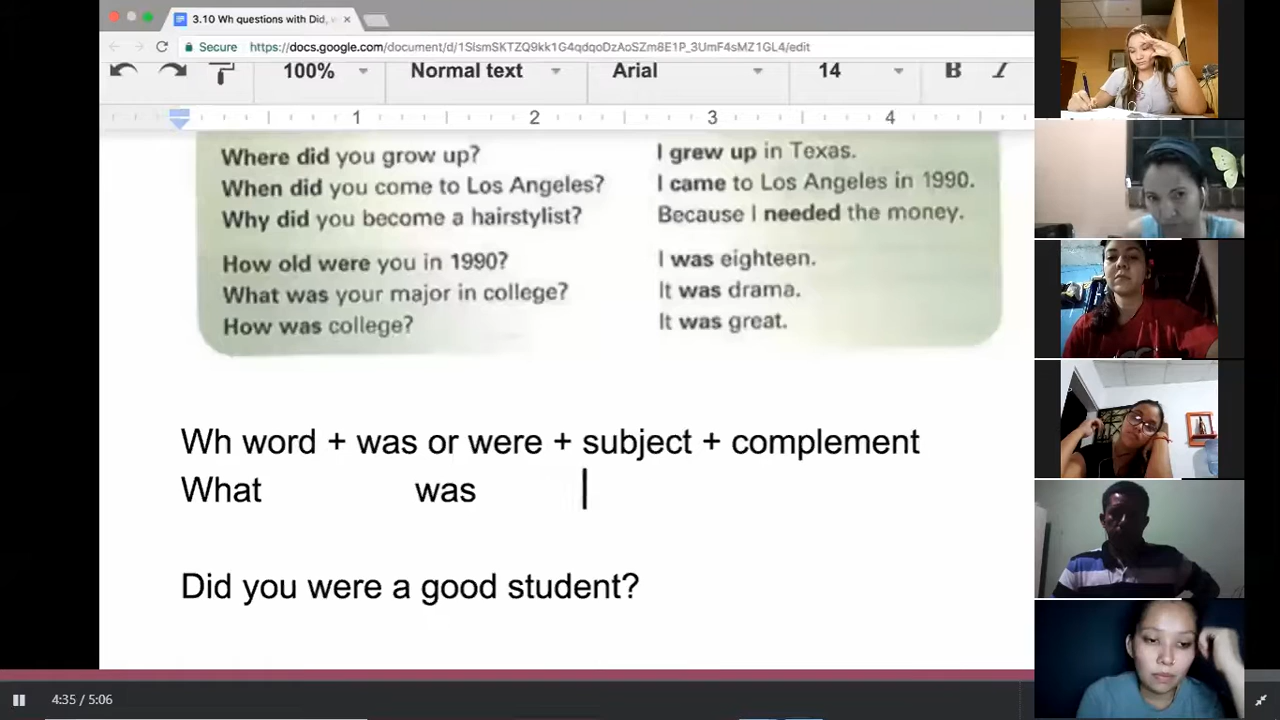 3.10 Wh questions with Did,
Secure https://docs.google.com/document/d/1SlsmSKTZQ9kk1G4qdqoDzAoSZm8E1P_3UmF4sMZ1GL4/edit
100% Normal text Arial 14 B I
1 2 3 4
Where did you grow up? I grew up in Texas.
When did you come to Los Angeles? I came to Los Angeles in 1990.
Why did you become a hairstylist? Because I needed the money.
How old were you in 1990? I was eighteen.
What was your major in college? It was drama.
How was college? It was great.
Wh word + was or were + subject + complement
What was
Did you were a good student?
4:35 / 5:06